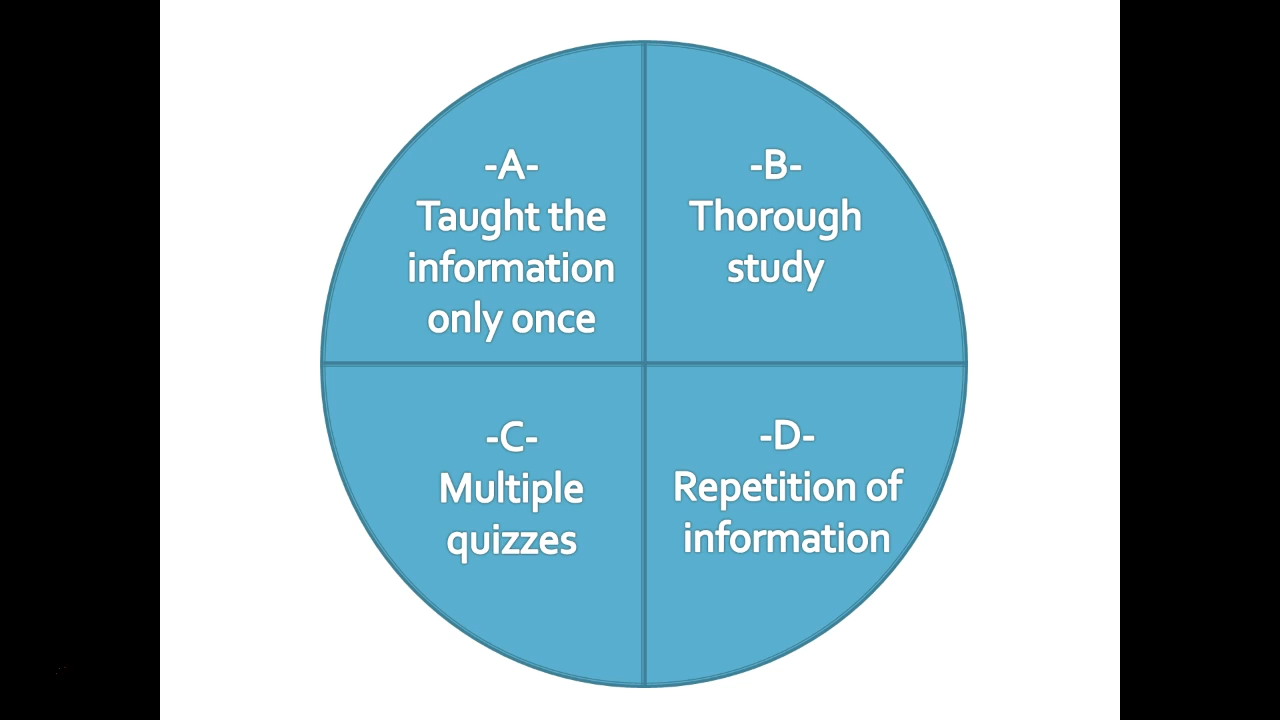 -A-
Taught the
information
only once
-B-
Thorough
study
-C-
Multiple
quizzes
-D-
Repetition of
information